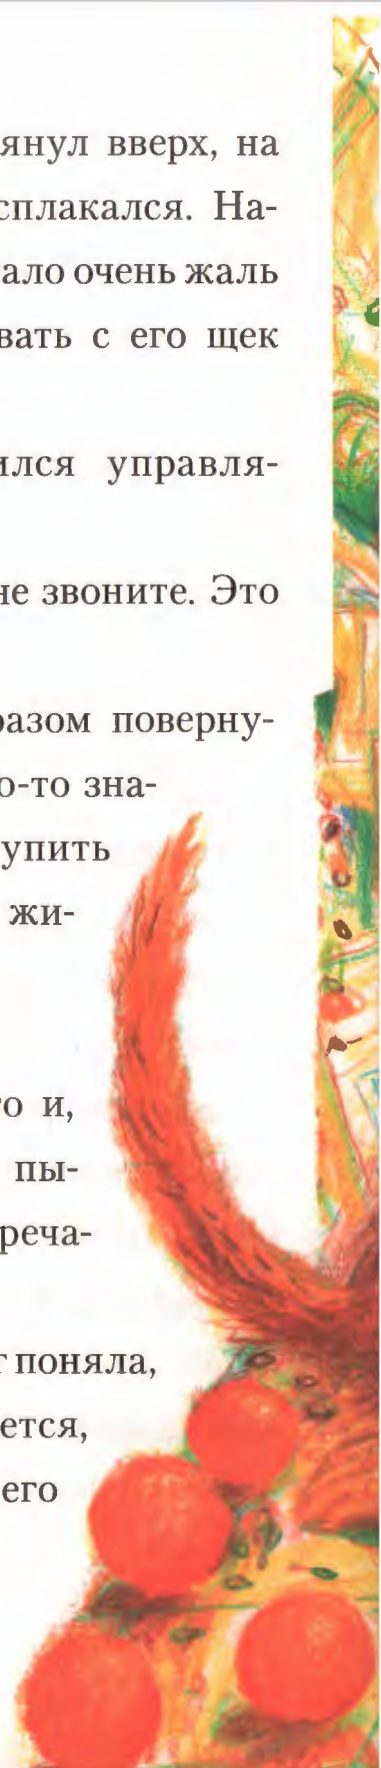 янул вверх, на
сплакался. На-
ало очень жаль
вать с его щек
ился управля-
не звоните. Это
разом поверну-
о-то зна-
упить
жи-
о и,
пы-
реча-
поняла,
ется,
его